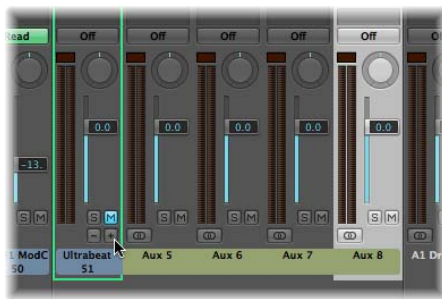 Read Off Off Off Off Off Off
0.0 0.0 0.0 0.0 0.0
-13.
S M S M S M S M S M S M
- +
1 ModC Ultrabeat Aux 5 Aux 6 Aux 7 Aux 8 A1 Dr
50 51